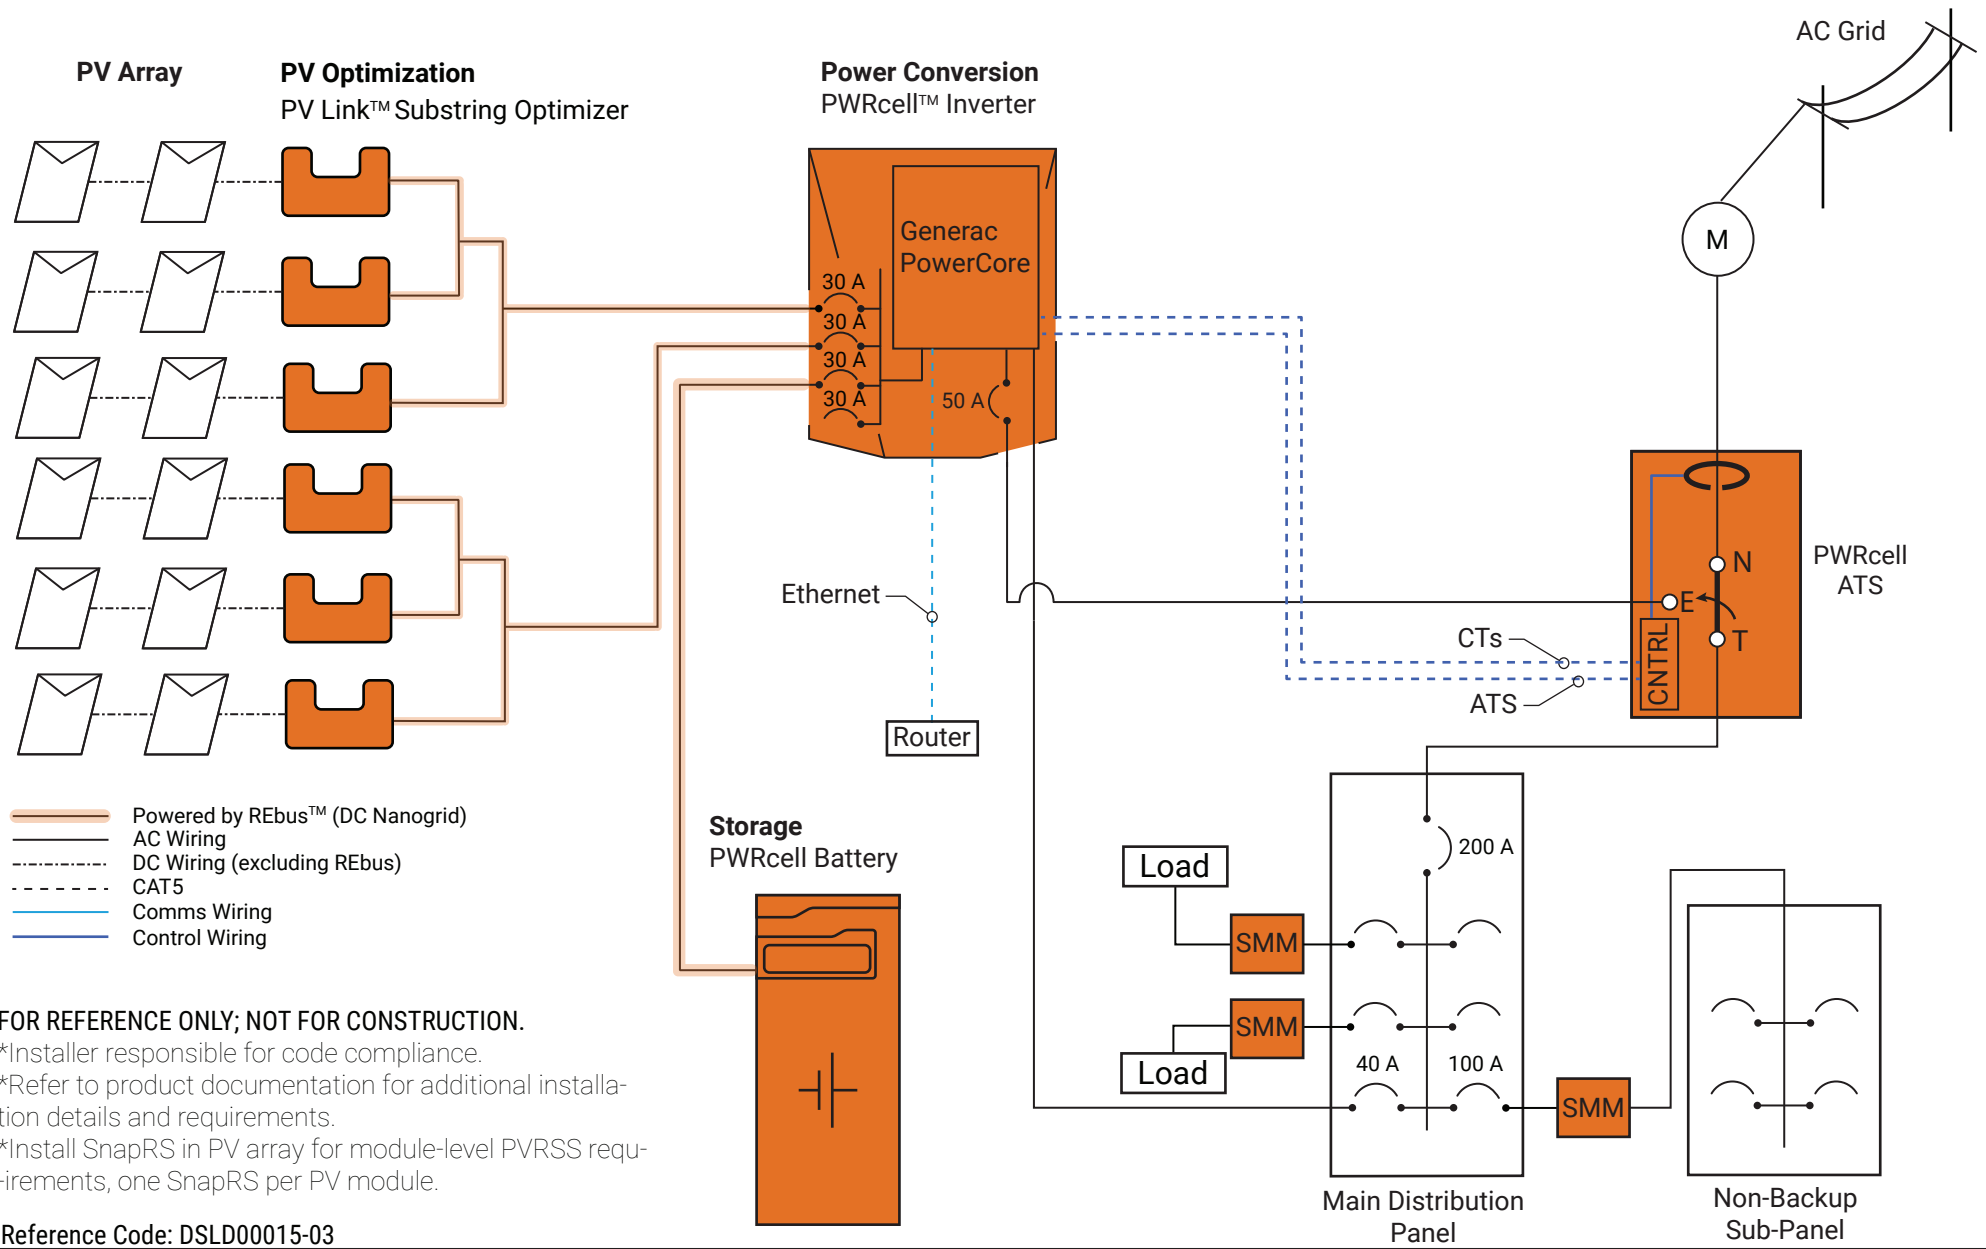 PV Array
PV Optimization
PV Link™ Substring Optimizer
Power Conversion
PWRcell™ Inverter
AC Grid
M
Generac
PowerCore
30 A
30 A
30 A
30 A
50 A
Ethernet
Router
N
E
T
CNTRL
PWRcell
ATS
CTs
ATS
Powered by REbus™ (DC Nanogrid)
AC Wiring
DC Wiring (excluding REbus)
CAT5
Comms Wiring
Control Wiring
Storage
PWRcell Battery
Load
SMM
Load
SMM
200 A
40 A
100 A
SMM
Main Distribution
Panel
Non-Backup
Sub-Panel
FOR REFERENCE ONLY; NOT FOR CONSTRUCTION.
*Installer responsible for code compliance.
*Refer to product documentation for additional installa-
tion details and requirements.
*Install SnapRS in PV array for module-level PVRSS requ-
-irements, one SnapRS per PV module.
Reference Code: DSLD00015-03